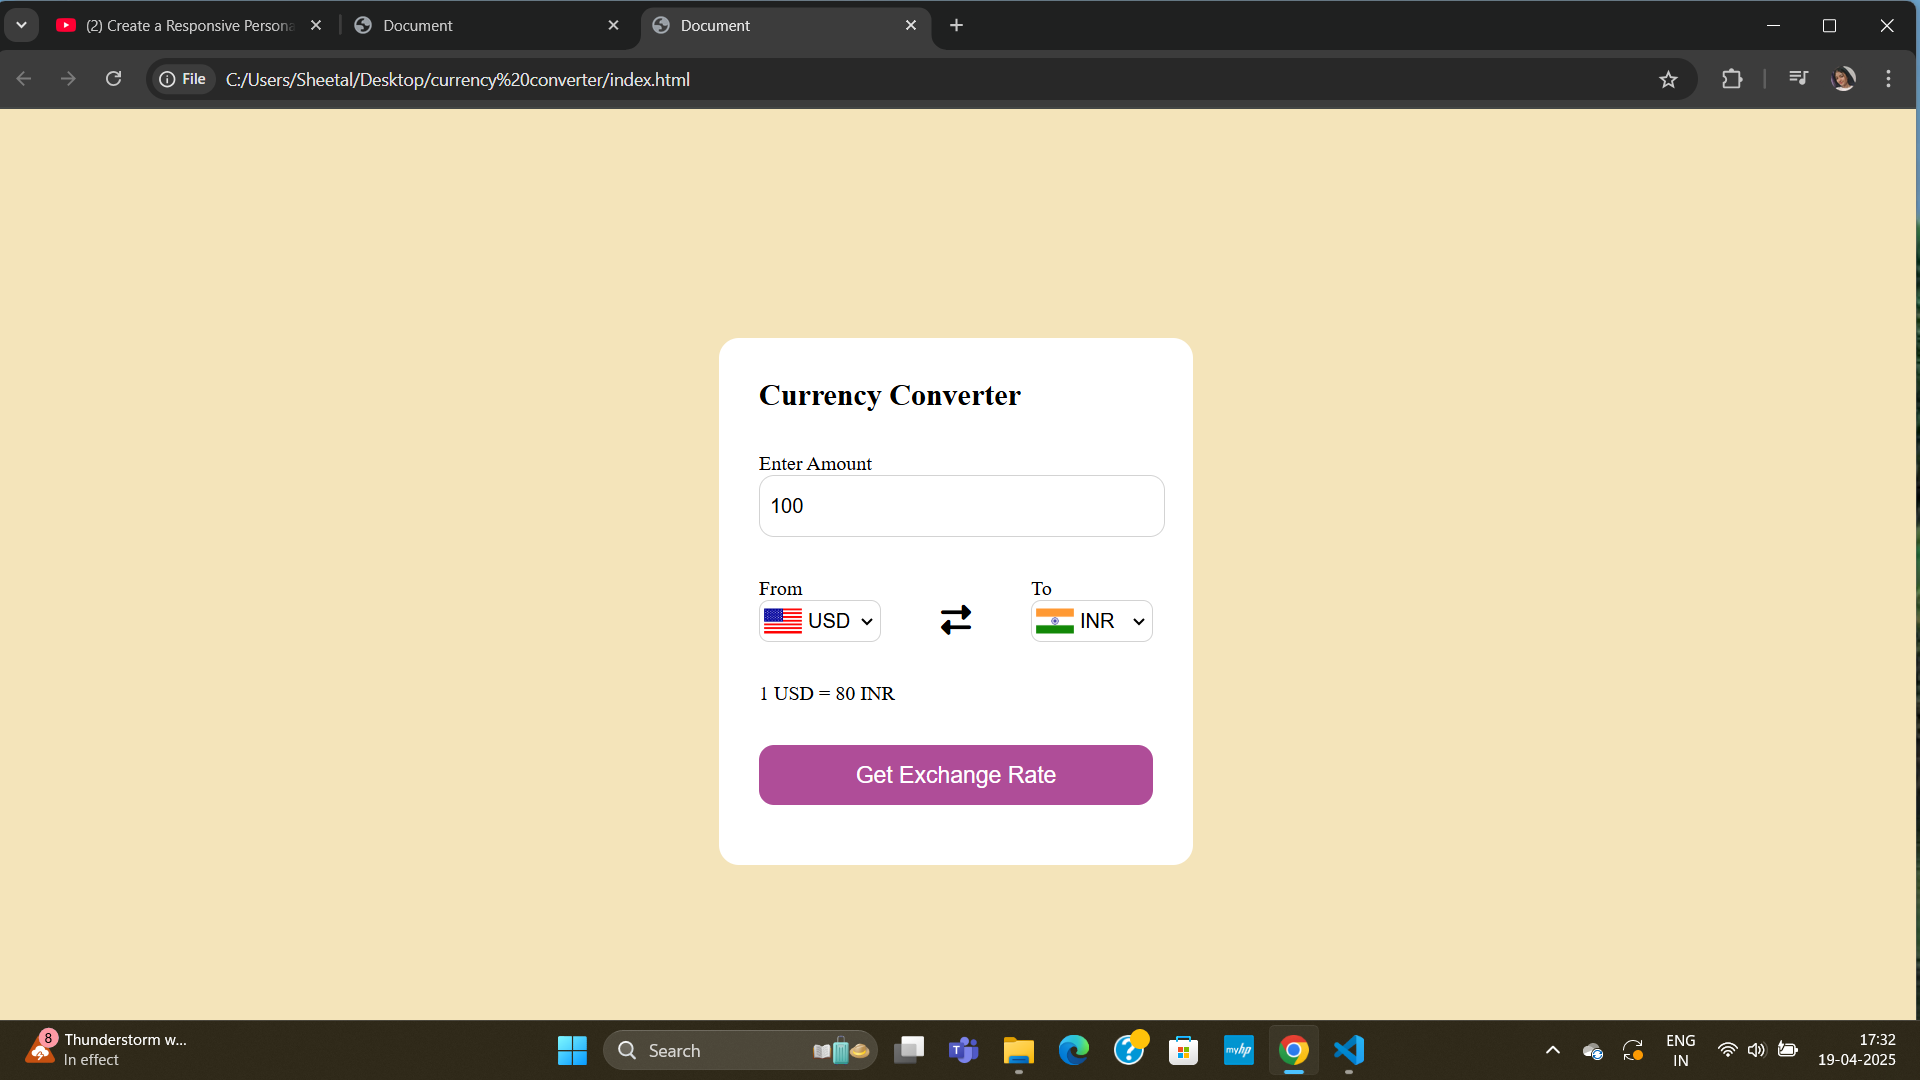 (2) Create a Responsive Persona
Document
Document
File
C:/Users/Sheetal/Desktop/currency%20converter/index.html
Currency Converter
Enter Amount
100
From
To
USD
INR
1 USD = 80 INR
Get Exchange Rate
8
Thunderstorm w...
In effect
Search
T
?
myhp
ENG
IN
17:32
19-04-2025